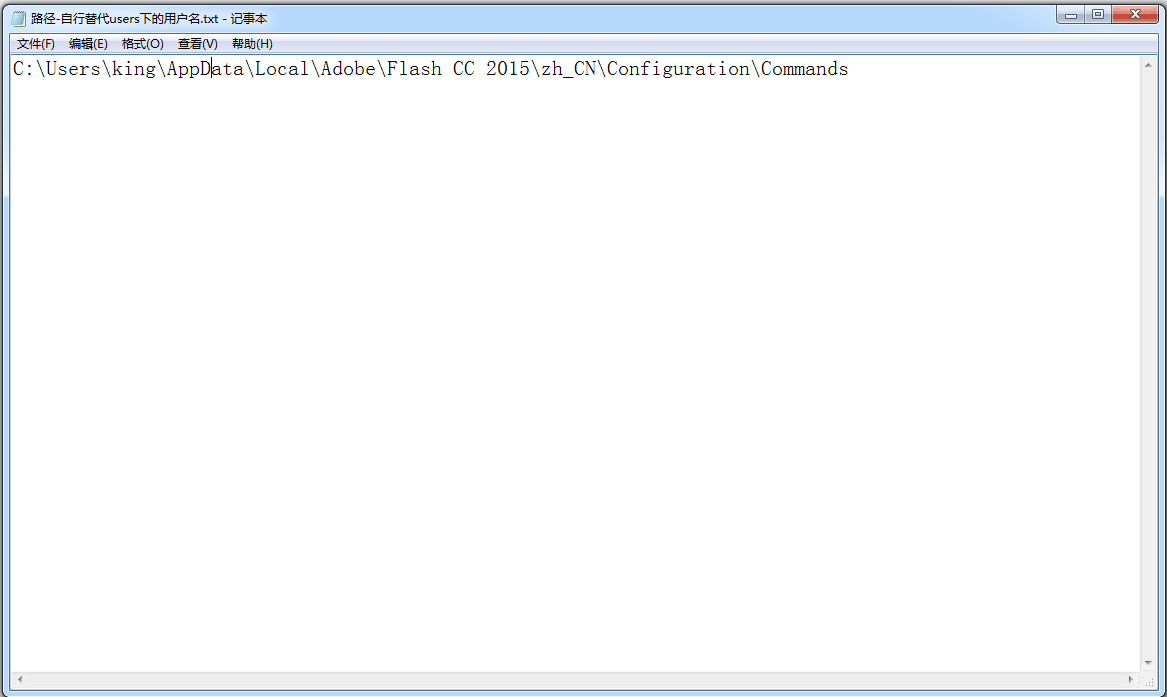 路径-自行替代users下的用户名.txt - 记事本
文件(F) 编辑(E) 格式(O) 查看(V) 帮助(H)
C:\Users\king\AppData\Local\Adobe\Flash CC 2015\zh_CN\Configuration\Commands